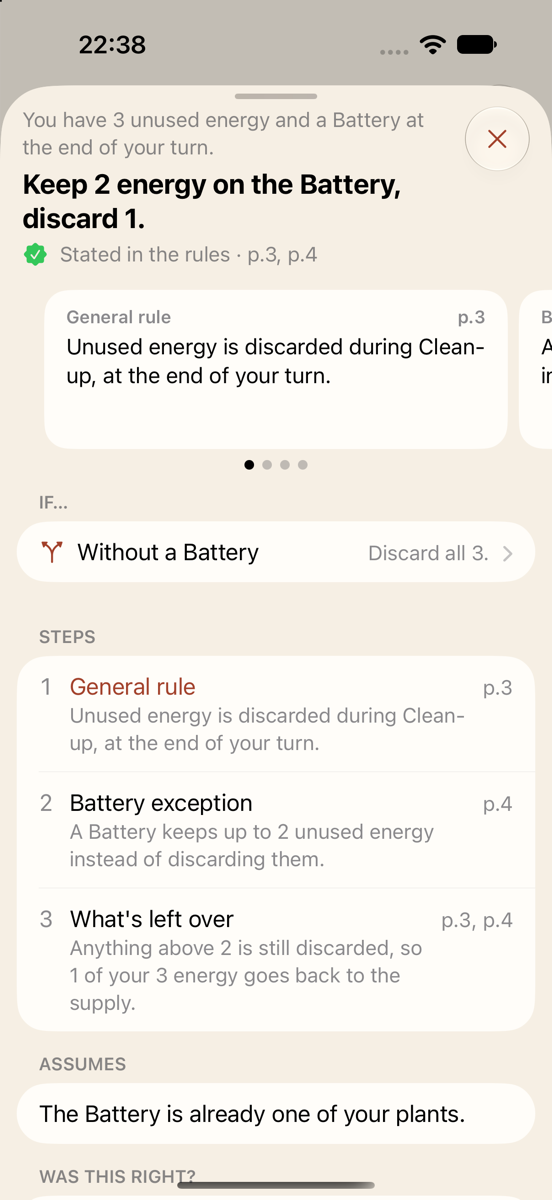 22:38
You have 3 unused energy and a Battery at
the end of your turn.
Keep 2 energy on the Battery,
discard 1.
Stated in the rules · p.3, p.4
General rule p.3
Unused energy is discarded during Clean-
up, at the end of your turn.
IF...
Without a Battery Discard all 3.
STEPS
1 General rule p.3
Unused energy is discarded during Clean-
up, at the end of your turn.
2 Battery exception p.4
A Battery keeps up to 2 unused energy
instead of discarding them.
3 What's left over p.3, p.4
Anything above 2 is still discarded, so
1 of your 3 energy goes back to the
supply.
ASSUMES
The Battery is already one of your plants.
WAS THIS RIGHT?